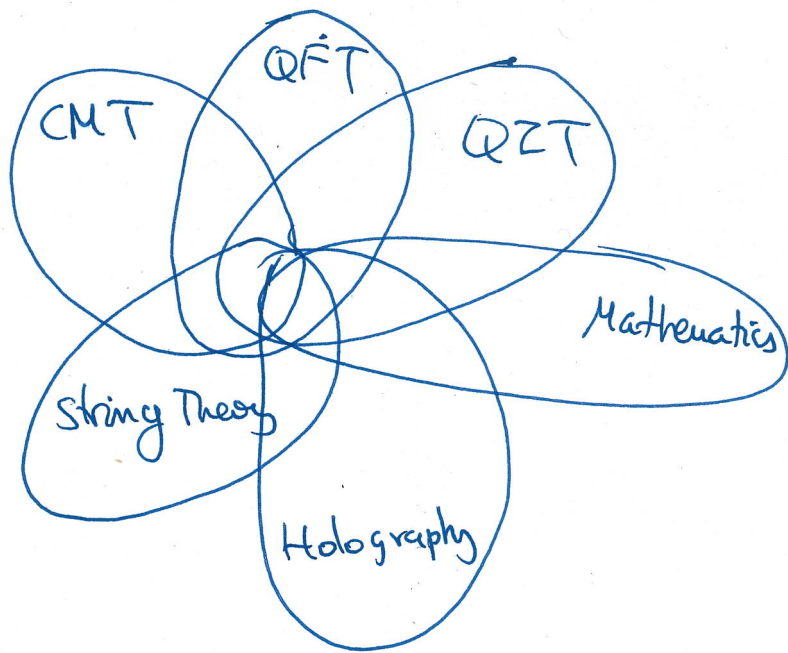 QFT
CMT
QIT
Mathematics
String Theory
Holography